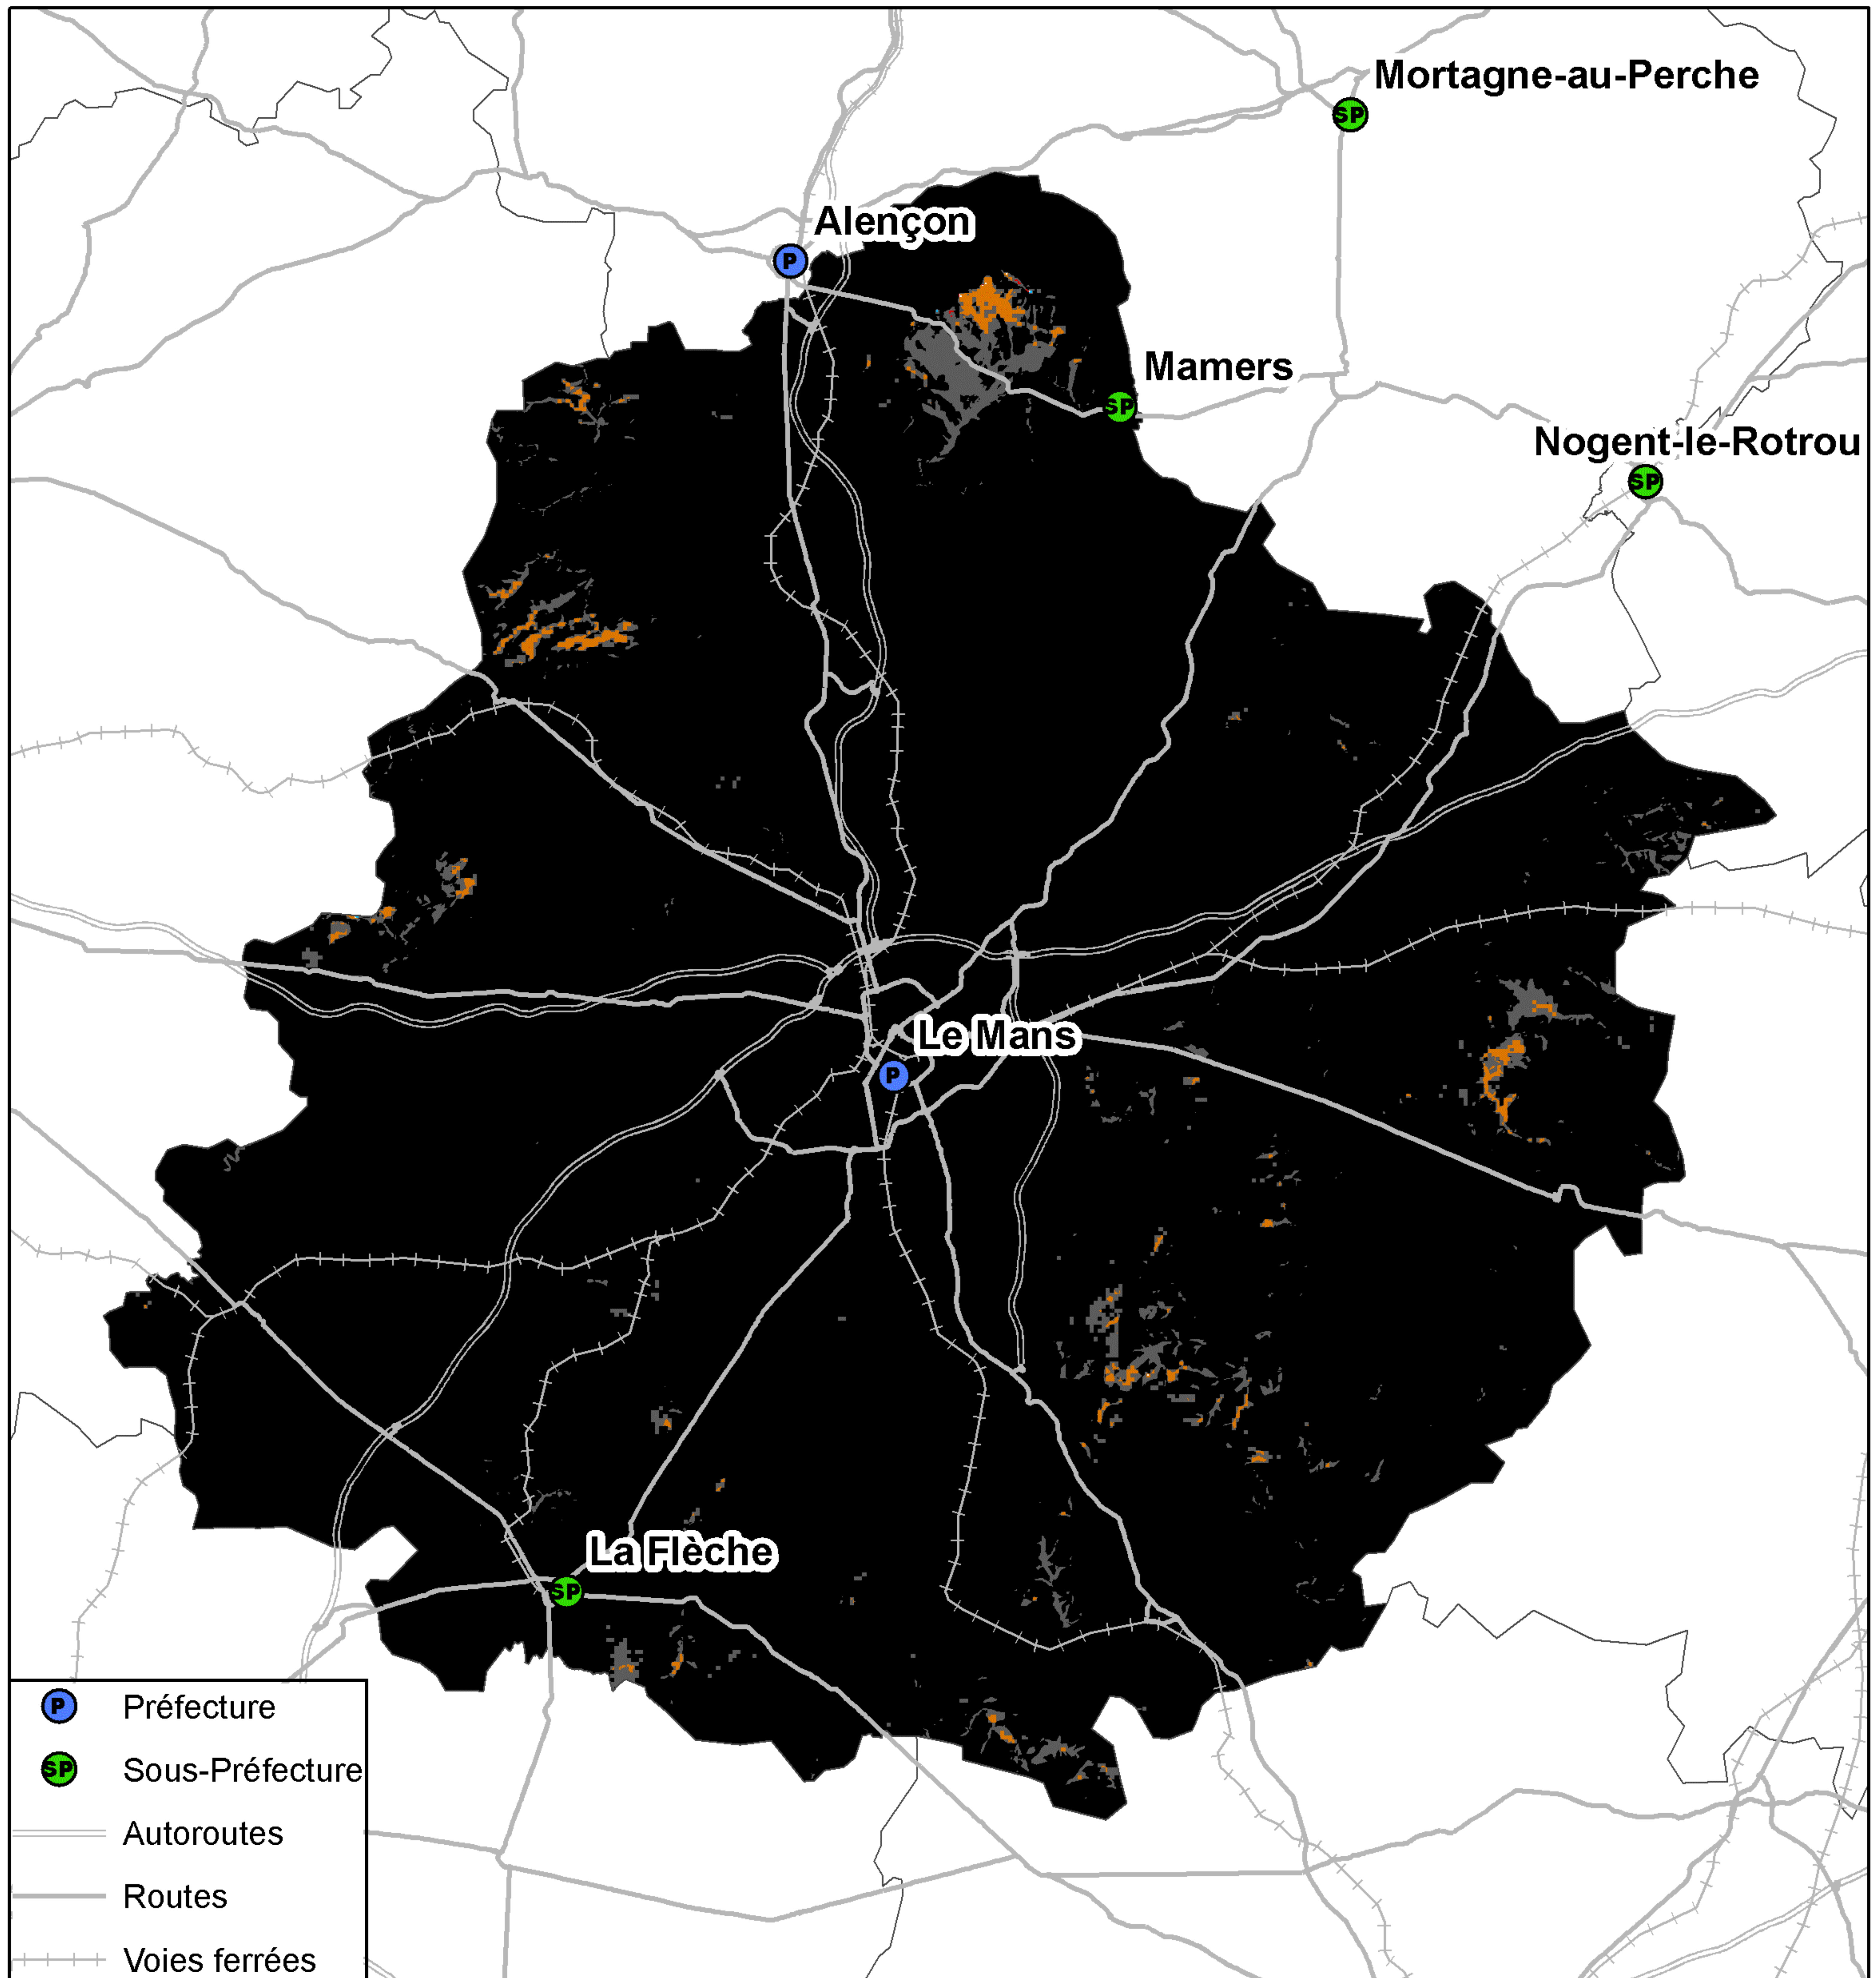 Mortagne-au-Perche
SP
Alençon
P
Mamers
SP
Nogent-le-Rotrou
SP
Le Mans
P
La Flèche
SP
P Préfecture
SP Sous-Préfecture
Autoroutes
Routes
Voies ferrées